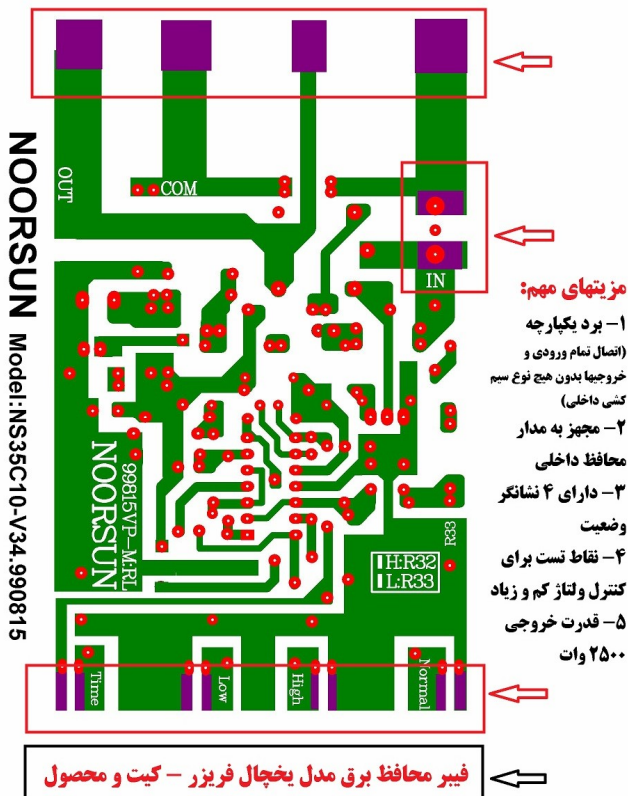 OUT
COM
IN
NOORSUN Model:NS35C10-V34.990815
مزیتهای مهم:
۱- برد یکپارچه
(اتصال تمام ورودی و
خروجیها بدون هیچ نوع سیم
کشی داخلی)
۲- مجهز به مدار
محافظ داخلی
۳- دارای ۴ نشانگر
وضعیت
۴- نقاط تست برای
کنترل ولتاژ کم و زیاد
۵- قدرت خروجی
۲۵۰۰ وات
99815VP-M:RL
NOORSUN
R33
H:R32
L:R33
Time
Low
High
Normal
فیبر محافظ برق مدل یخچال فریزر - کیت و محصول